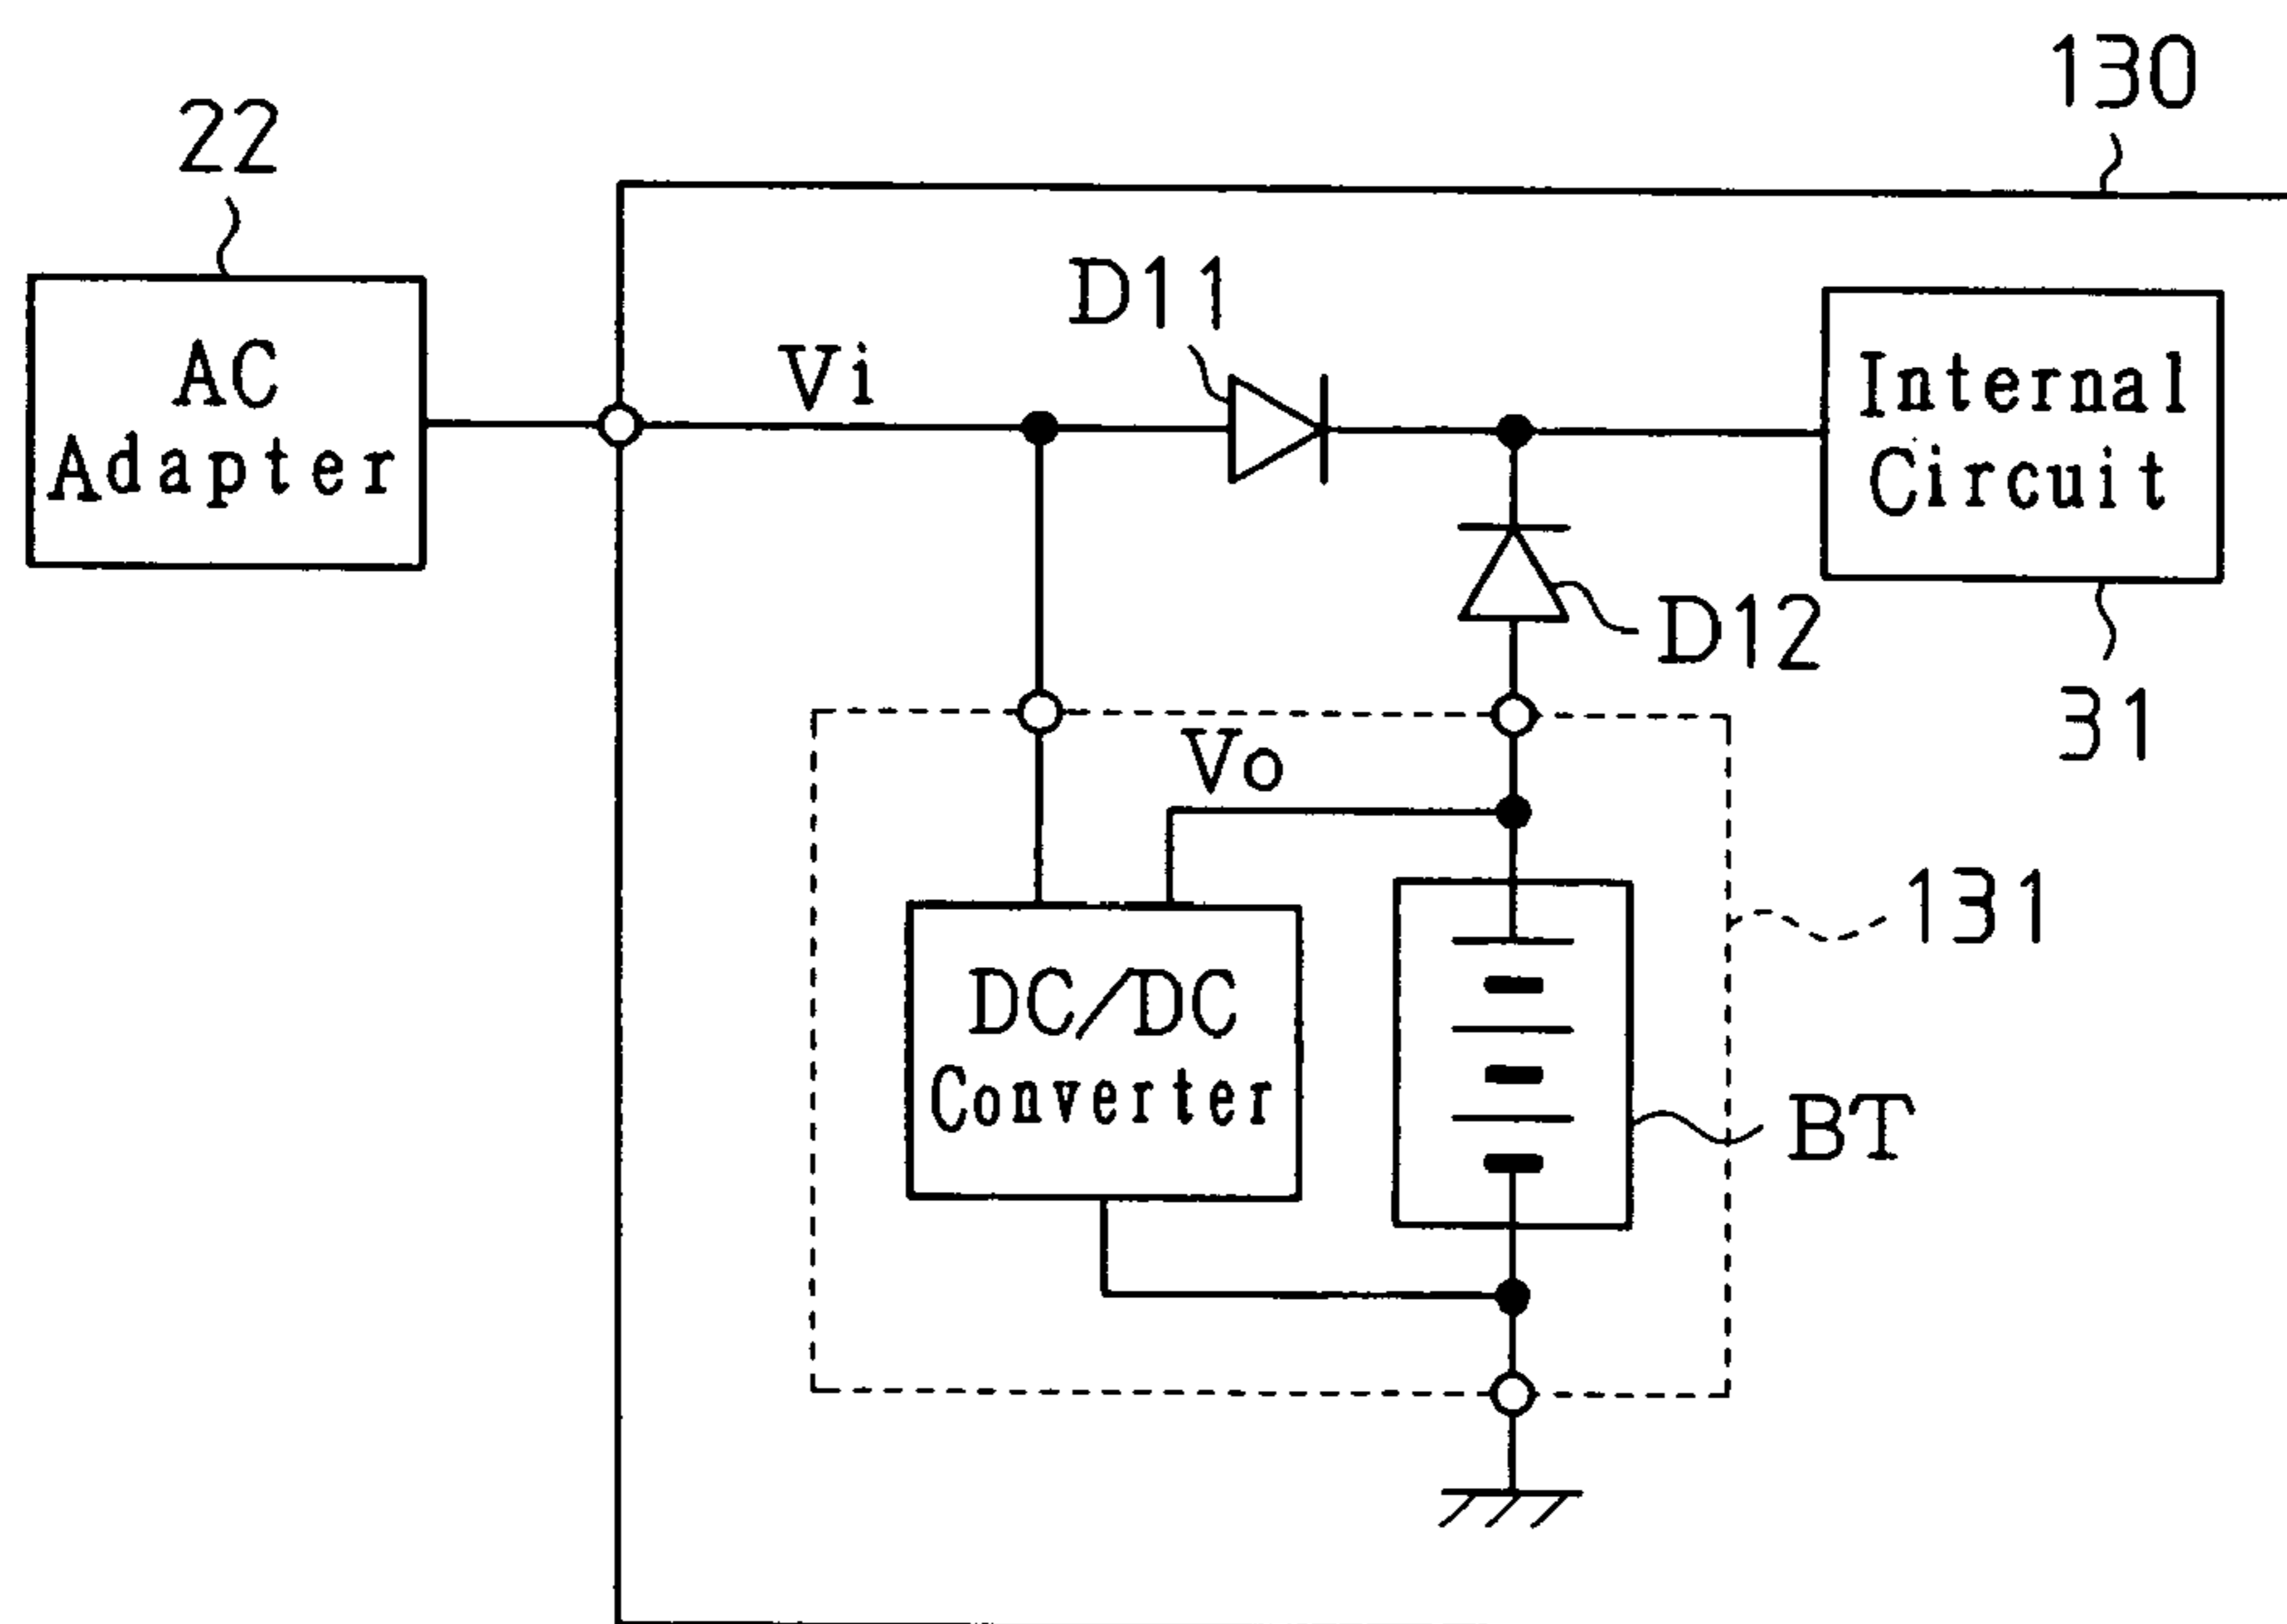 130
22
D11
Vi
AC
Adapter
Internal
Circuit
D12
31
Vo
131
DC/DC
Converter
BT